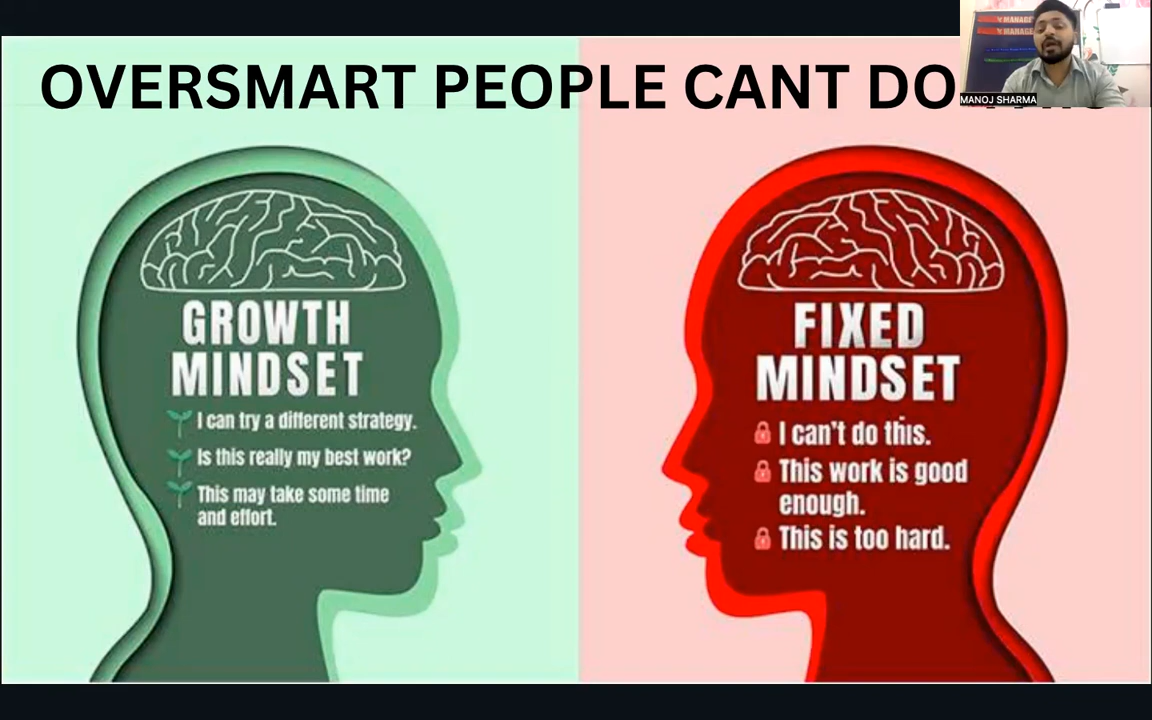 OVERSMART PEOPLE CANT DO
MANAGE
MANAGE
MANOJ SHARMA
GROWTH
MINDSET
I can try a different strategy.
Is this really my best work?
This may take some time
and effort.
FIXED
MINDSET
I can't do this.
This work is good
enough.
This is too hard.